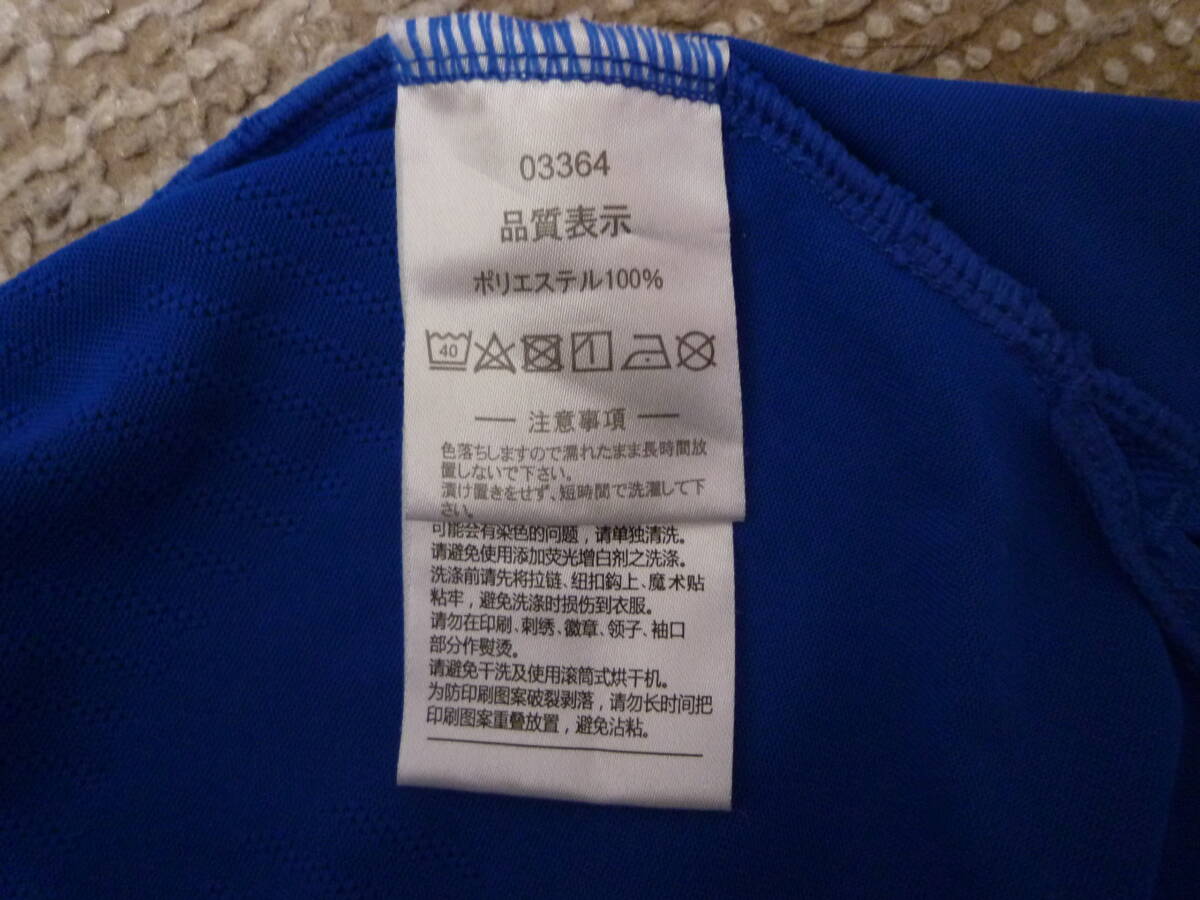 03364
品質表示
ポリエステル100%
40
注意事項
色落ちしますので濡れたまま長時間放
置しないで下さい。
漬け置きをせず、短時間で洗濯して下
さい。
可能会有染色的问题，请单独清洗。
请避免使用添加荧光增白剂之洗涤。
洗涤前请先将拉链、纽扣鈎上、魔术贴
粘牢，避免洗涤时损伤到衣服。
请勿在印刷、刺绣、徽章、领子、袖口
部分作熨烫。
请避免干洗及使用滚筒式烘干机。
为防印刷图案破裂剥落，请勿长时间把
印刷图案重叠放置，避免沾粘。